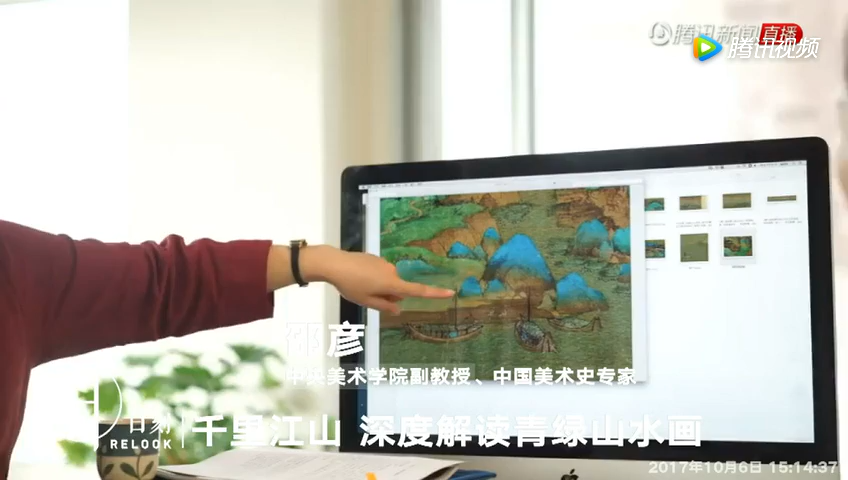 腾讯新闻 直播
腾讯视频
邵彦
中央美术学院副教授、中国美术史专家
日刻
RELOOK
千里江山 深度解读青绿山水画
2017年10月6日 15:14:37